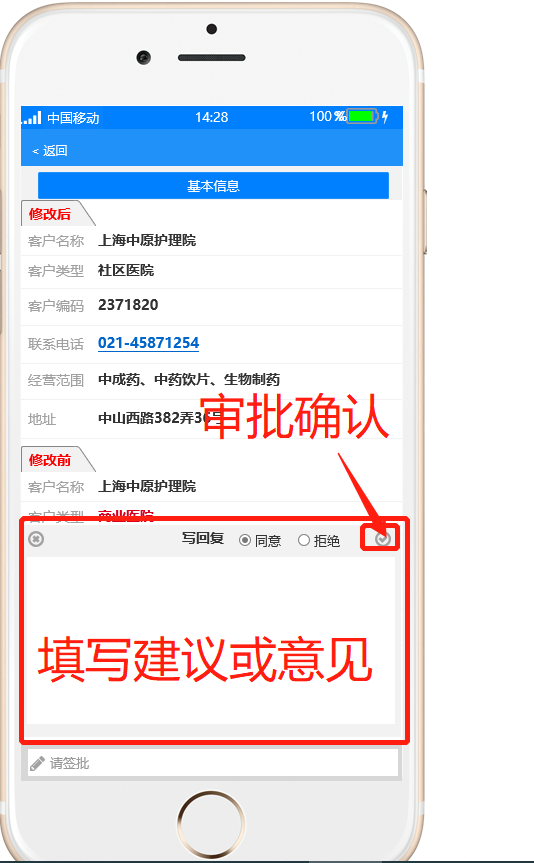 中国移动 14:28 100%
< 返回
基本信息
修改后
客户名称 上海中原护理院
客户类型 社区医院
客户编码 2371820
联系电话 021-45871254
经营范围 中成药、中药饮片、生物制药
地址 中山西路382弄36号
审批确认
修改前
客户名称 上海中原护理院
客户类型 商业医院
写回复 同意 拒绝
填写建议或意见
请签批